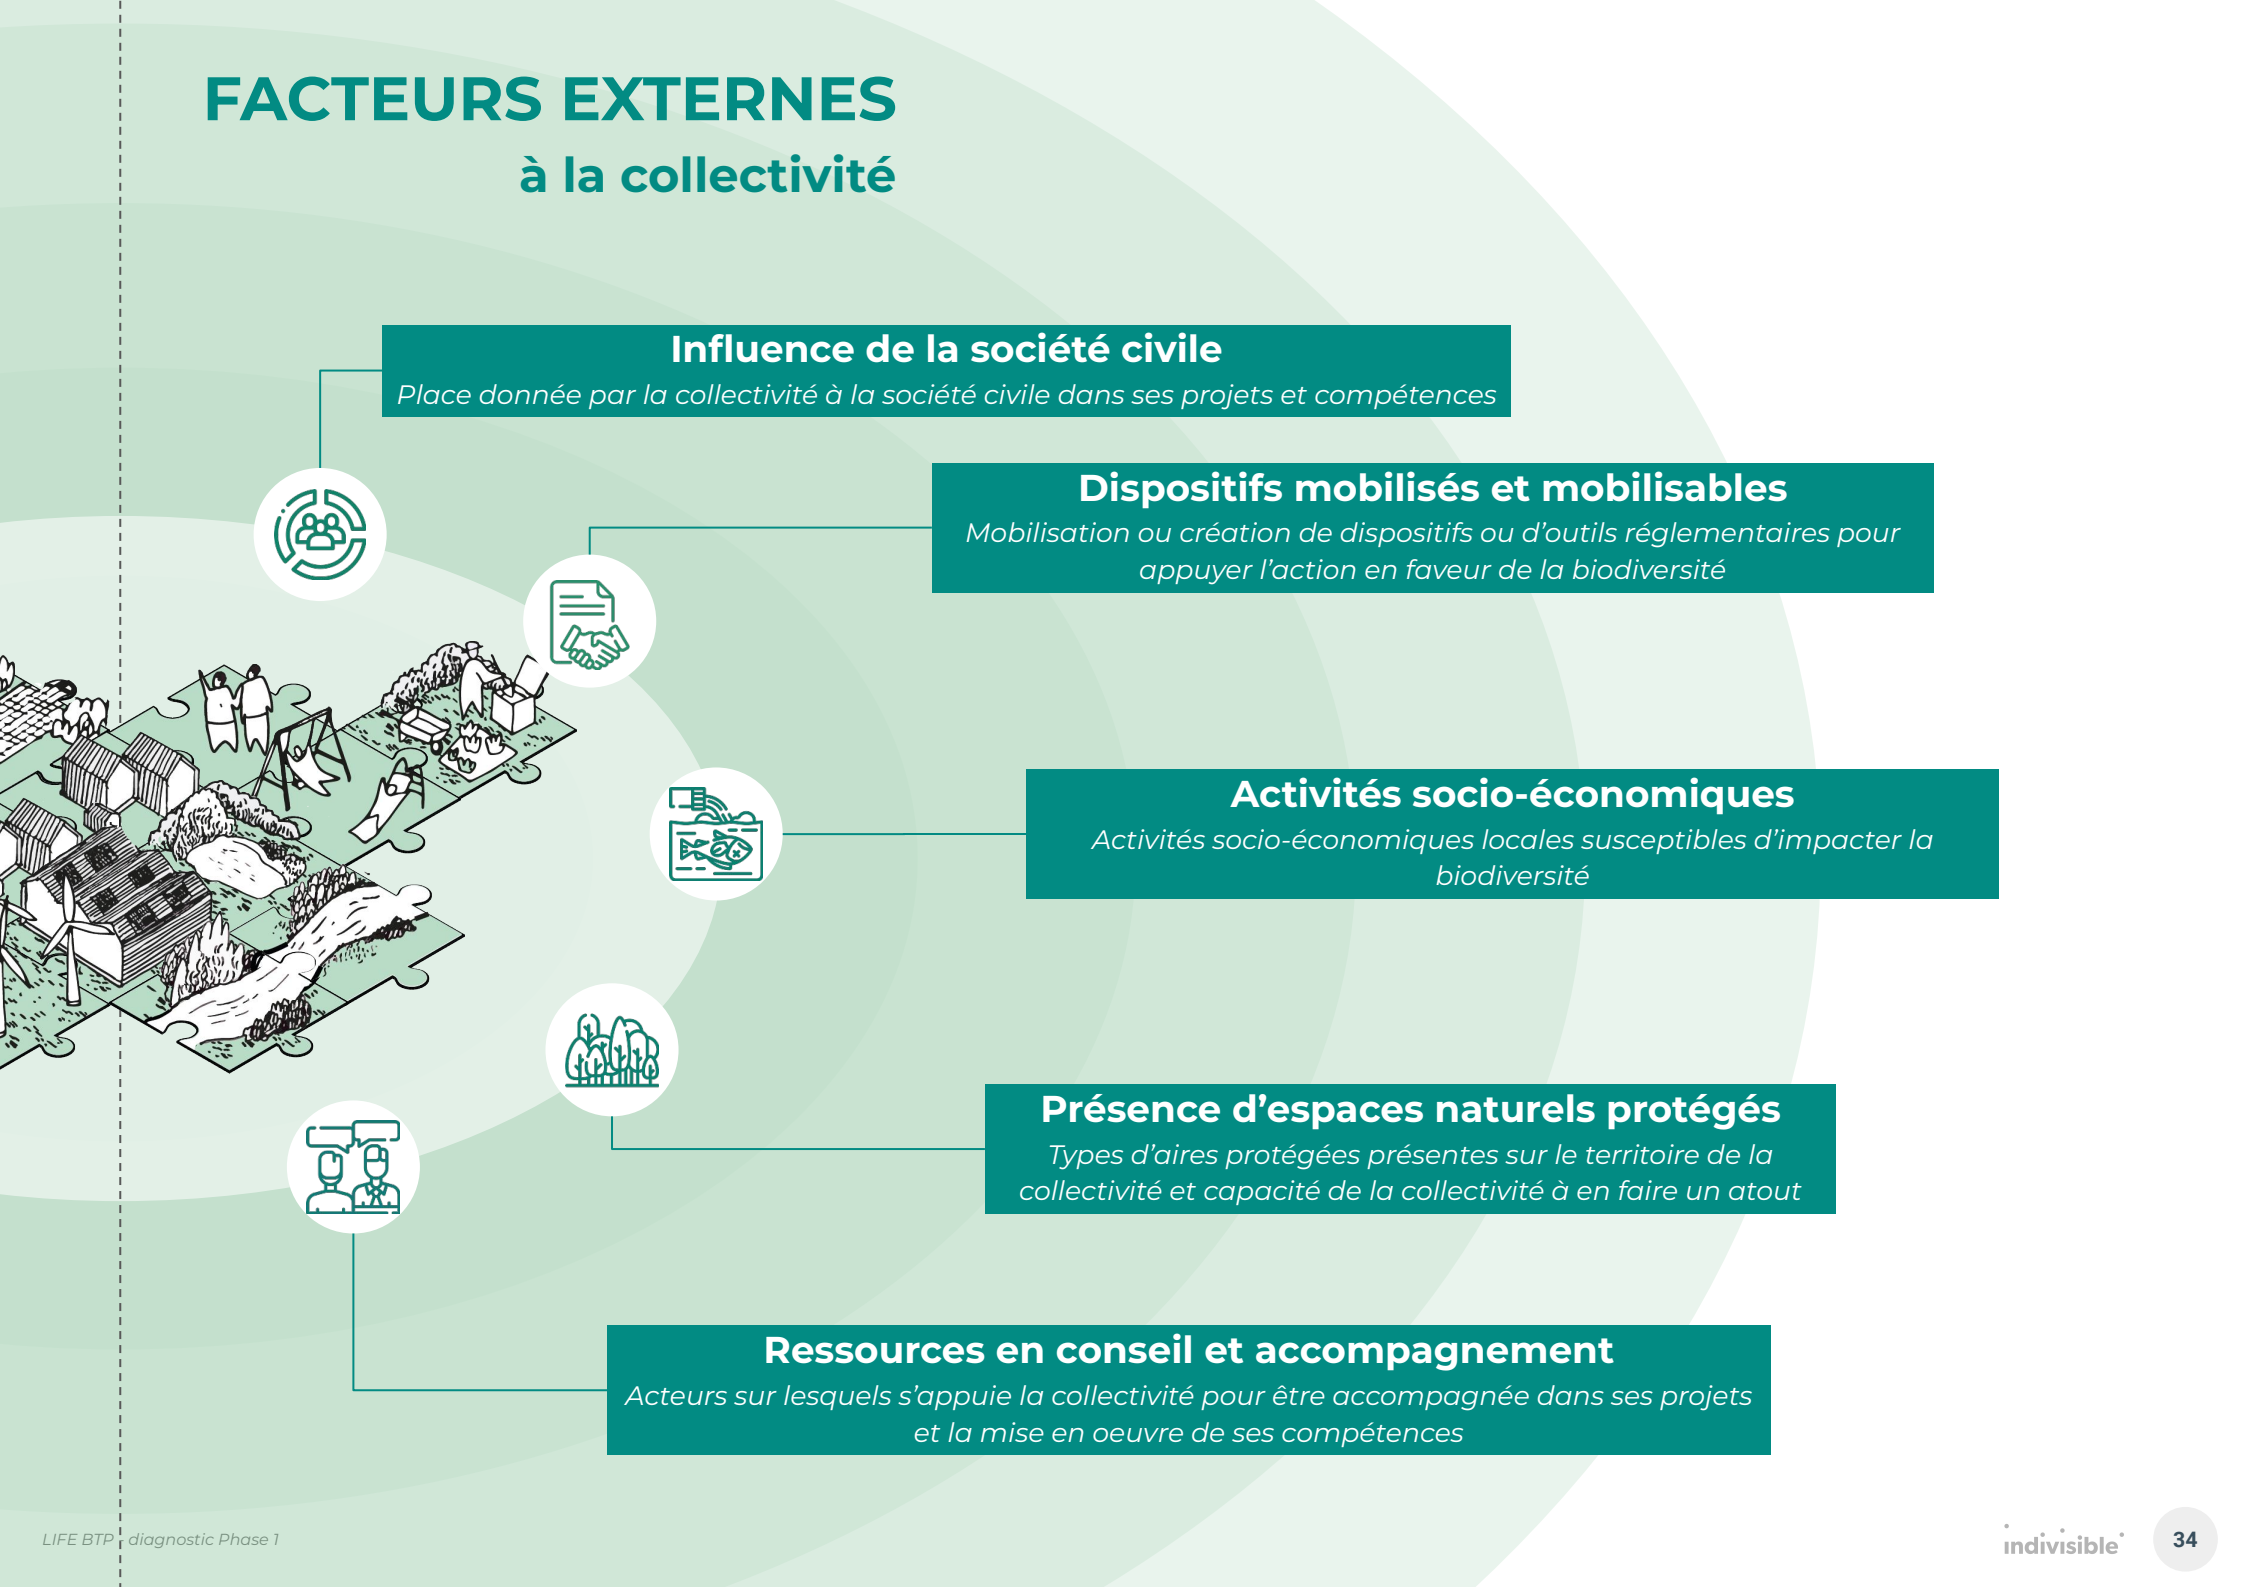 FACTEURS EXTERNES
à la collectivité
Influence de la société civile
Place donnée par la collectivité à la société civile dans ses projets et compétences
Dispositifs mobilisés et mobilisables
Mobilisation ou création de dispositifs ou d’outils réglementaires pour
appuyer l’action en faveur de la biodiversité
Activités socio-économiques
Activités socio-économiques locales susceptibles d’impacter la
biodiversité
Présence d’espaces naturels protégés
Types d’aires protégées présentes sur le territoire de la
collectivité et capacité de la collectivité à en faire un atout
Ressources en conseil et accompagnement
Acteurs sur lesquels s’appuie la collectivité pour être accompagnée dans ses projets
et la mise en oeuvre de ses compétences
LIFE BTP - diagnostic Phase 1
indivisible
34